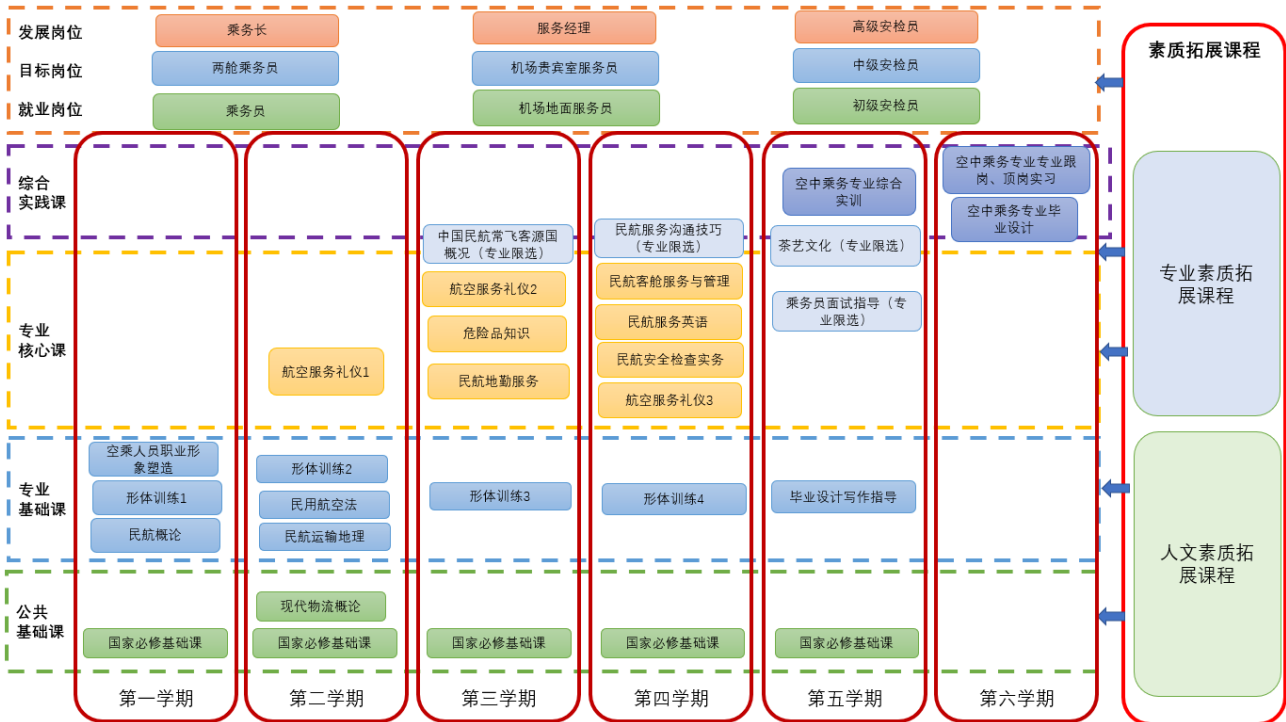 发展岗位
乘务长
服务经理
高级安检员
目标岗位
两舱乘务员
机场贵宾室服务员
中级安检员
就业岗位
乘务员
机场地面服务员
初级安检员
素质拓展课程
综合
实践课
空中乘务专业综合
实训
空中乘务专业专业跟
岗、顶岗实习
空中乘务专业毕
业设计
中国民航常飞客源国
概况（专业限选）
民航服务沟通技巧
（专业限选）
茶艺文化（专业限选）
专业
核心课
航空服务礼仪1
航空服务礼仪2
危险品知识
民航地勤服务
民航客舱服务与管理
民航服务英语
民航安全检查实务
航空服务礼仪3
乘务员面试指导（专
业限选）
专业素质拓
展课程
专业
基础课
空乘人员职业形
象塑造
形体训练1
民航概论
形体训练2
民用航空法
民航运输地理
形体训练3
形体训练4
毕业设计写作指导
人文素质拓
展课程
公共
基础课
现代物流概论
国家必修基础课
国家必修基础课
国家必修基础课
国家必修基础课
国家必修基础课
第一学期
第二学期
第三学期
第四学期
第五学期
第六学期